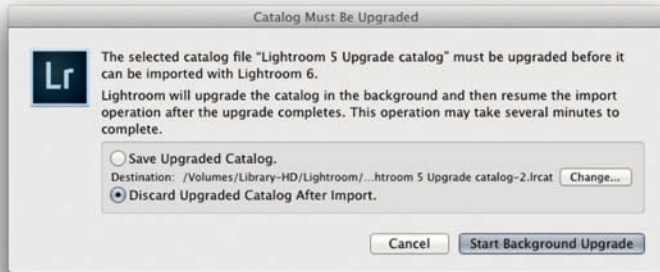 Catalog Must Be Upgraded
Lr
The selected catalog file “Lightroom 5 Upgrade catalog” must be upgraded before it
can be imported with Lightroom 6.
Lightroom will upgrade the catalog in the background and then resume the import
operation after the upgrade completes. This operation may take several minutes to
complete.
Save Upgraded Catalog.
Destination: /Volumes/Library-HD/Lightroom/...htroom 5 Upgrade catalog-2.lrcat Change...
Discard Upgraded Catalog After Import.
Cancel Start Background Upgrade